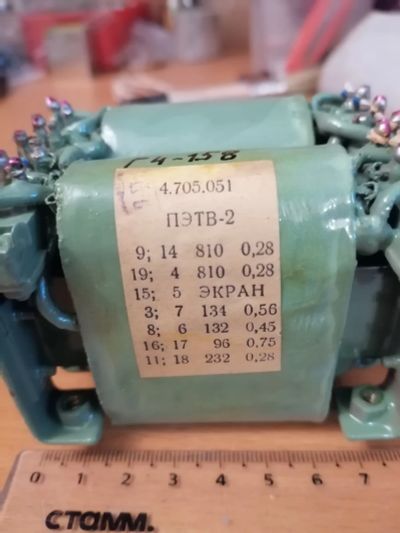 Г4-158
4.705.051
ПЭТВ-2
9; 14 810 0,28
19; 4 810 0,28
15; 5 ЭКРАН
3; 7 134 0,56
8; 6 132 0,45
16; 17 96 0,75
11; 18 232 0,28
0 1 2 3 4 5 6 7
СТАММ.